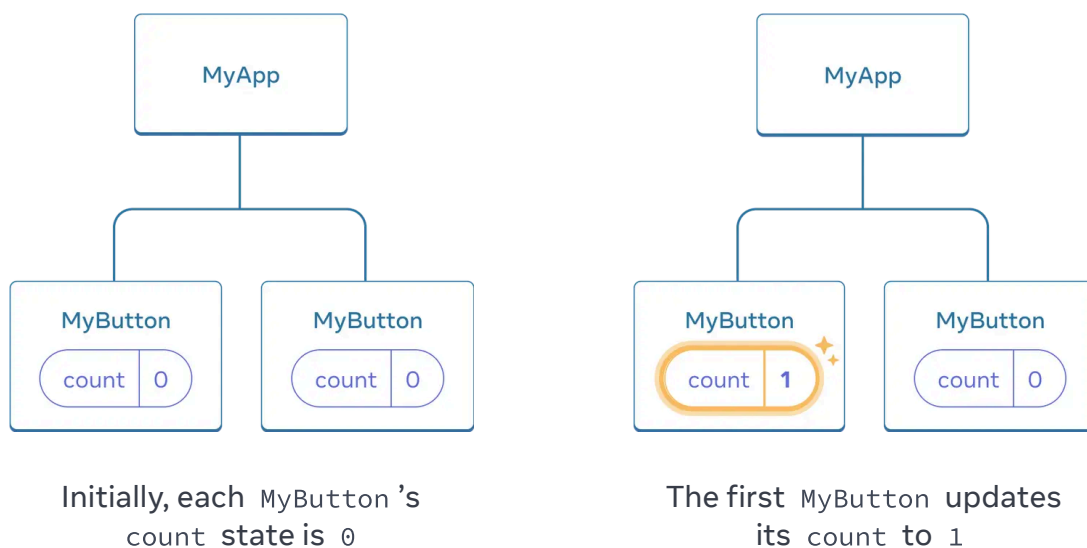 MyApp
MyButton
count 0
MyButton
count 0
Initially, each MyButton’s
count state is 0
MyApp
MyButton
count 1
MyButton
count 0
The first MyButton updates
its count to 1